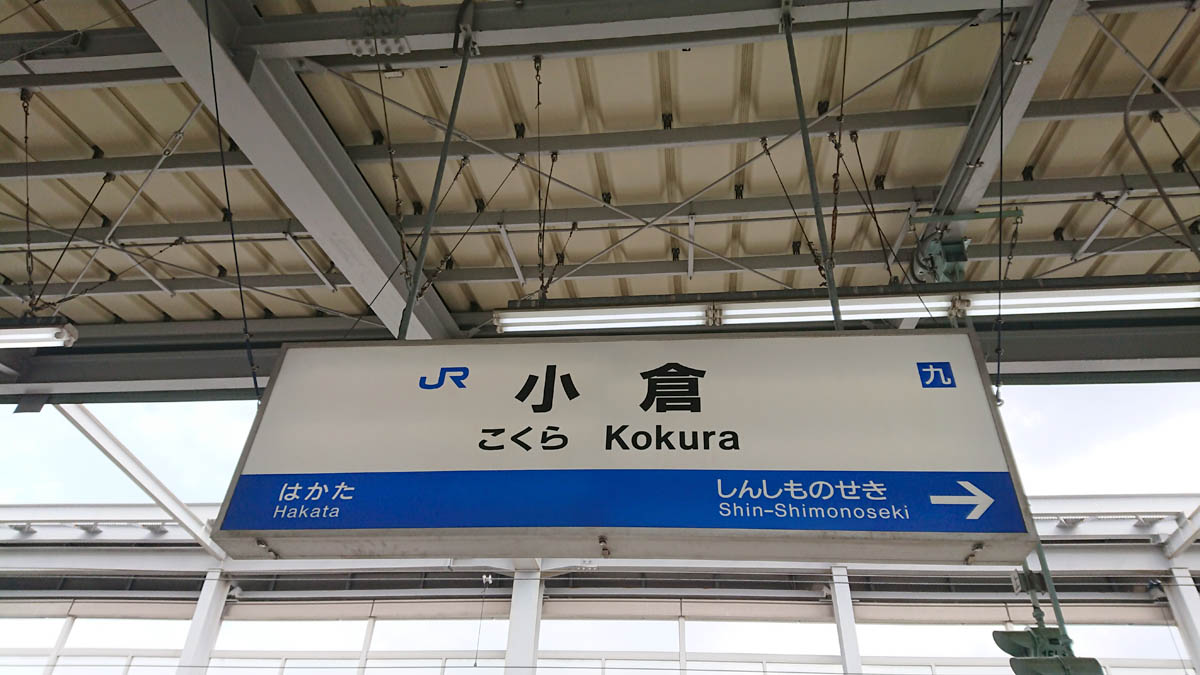 JR 小倉 九
こくら Kokura
はかた しんしものせき
Hakata Shin-Shimonoseki